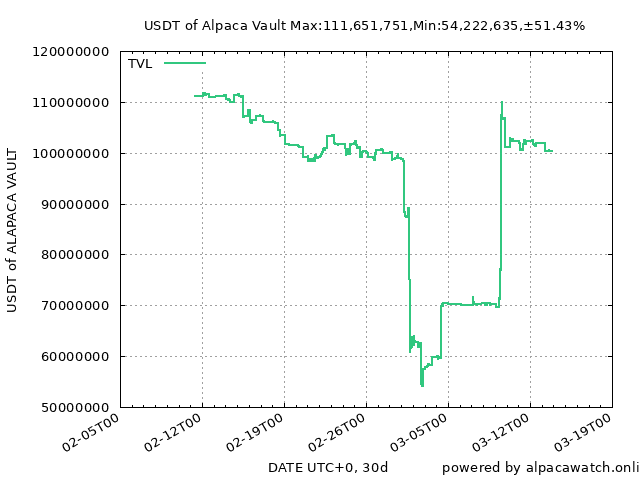 USDT of Alpaca Vault Max:111,651,751,Min:54,222,635,±51.43%
TVL
120000000
110000000
100000000
90000000
80000000
70000000
60000000
50000000
USDT of ALAPACA VAULT
02-05T00
02-12T00
02-19T00
02-26T00
03-05T00
03-12T00
03-19T00
DATE UTC+0, 30d
powered by alpacawatch.onli